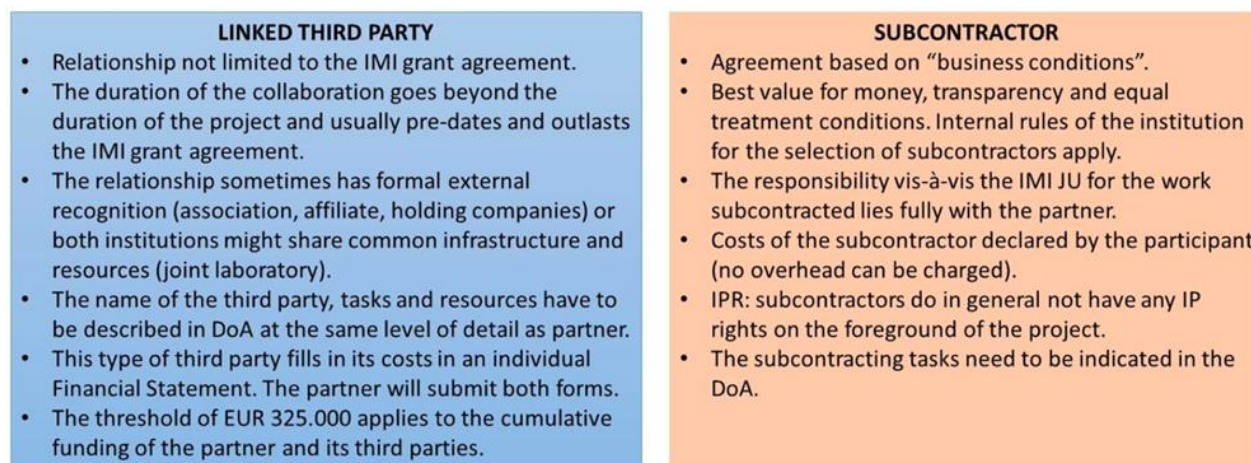 LINKED THIRD PARTY
• Relationship not limited to the IMI grant agreement.
• The duration of the collaboration goes beyond the
duration of the project and usually pre-dates and outlasts
the IMI grant agreement.
• The relationship sometimes has formal external
recognition (association, affiliate, holding companies) or
both institutions might share common infrastructure and
resources (joint laboratory).
• The name of the third party, tasks and resources have to
be described in DoA at the same level of detail as partner.
• This type of third party fills in its costs in an individual
Financial Statement. The partner will submit both forms.
• The threshold of EUR 325.000 applies to the cumulative
funding of the partner and its third parties.
SUBCONTRACTOR
• Agreement based on “business conditions”.
• Best value for money, transparency and equal
treatment conditions. Internal rules of the institution
for the selection of subcontractors apply.
• The responsibility vis-à-vis the IMI JU for the work
subcontracted lies fully with the partner.
• Costs of the subcontractor declared by the participant
(no overhead can be charged).
• IPR: subcontractors do in general not have any IP
rights on the foreground of the project.
• The subcontracting tasks need to be indicated in the
DoA.